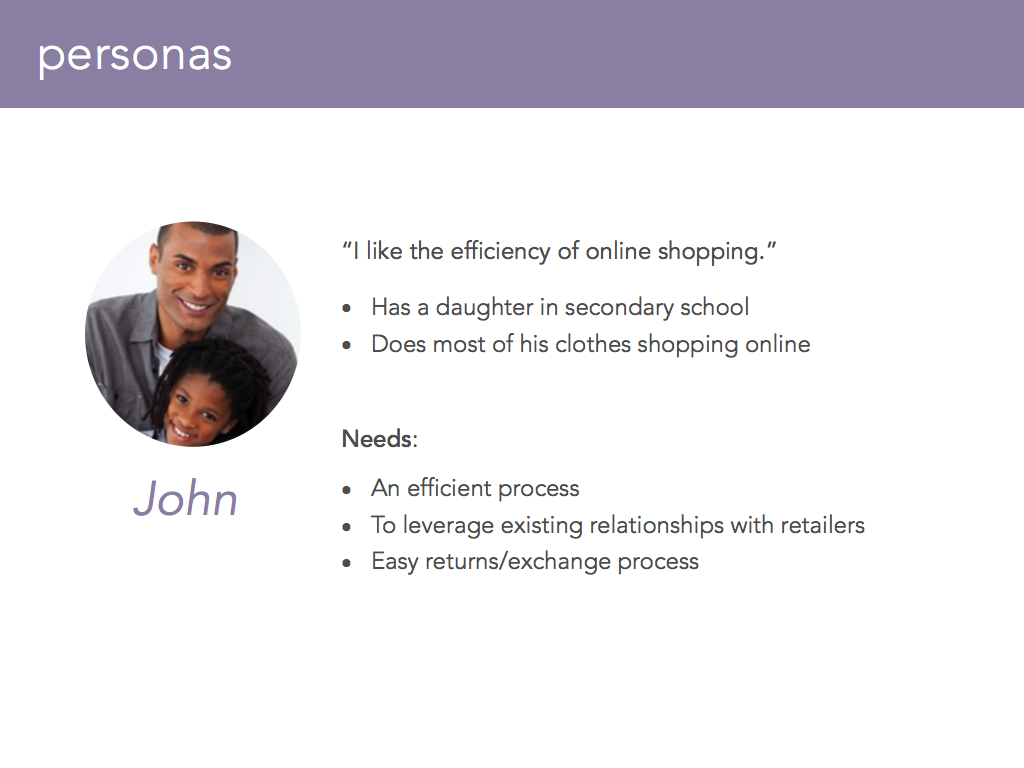 personas
“I like the efficiency of online shopping.”
• Has a daughter in secondary school
• Does most of his clothes shopping online
Needs:
• An efficient process
• To leverage existing relationships with retailers
• Easy returns/exchange process
John